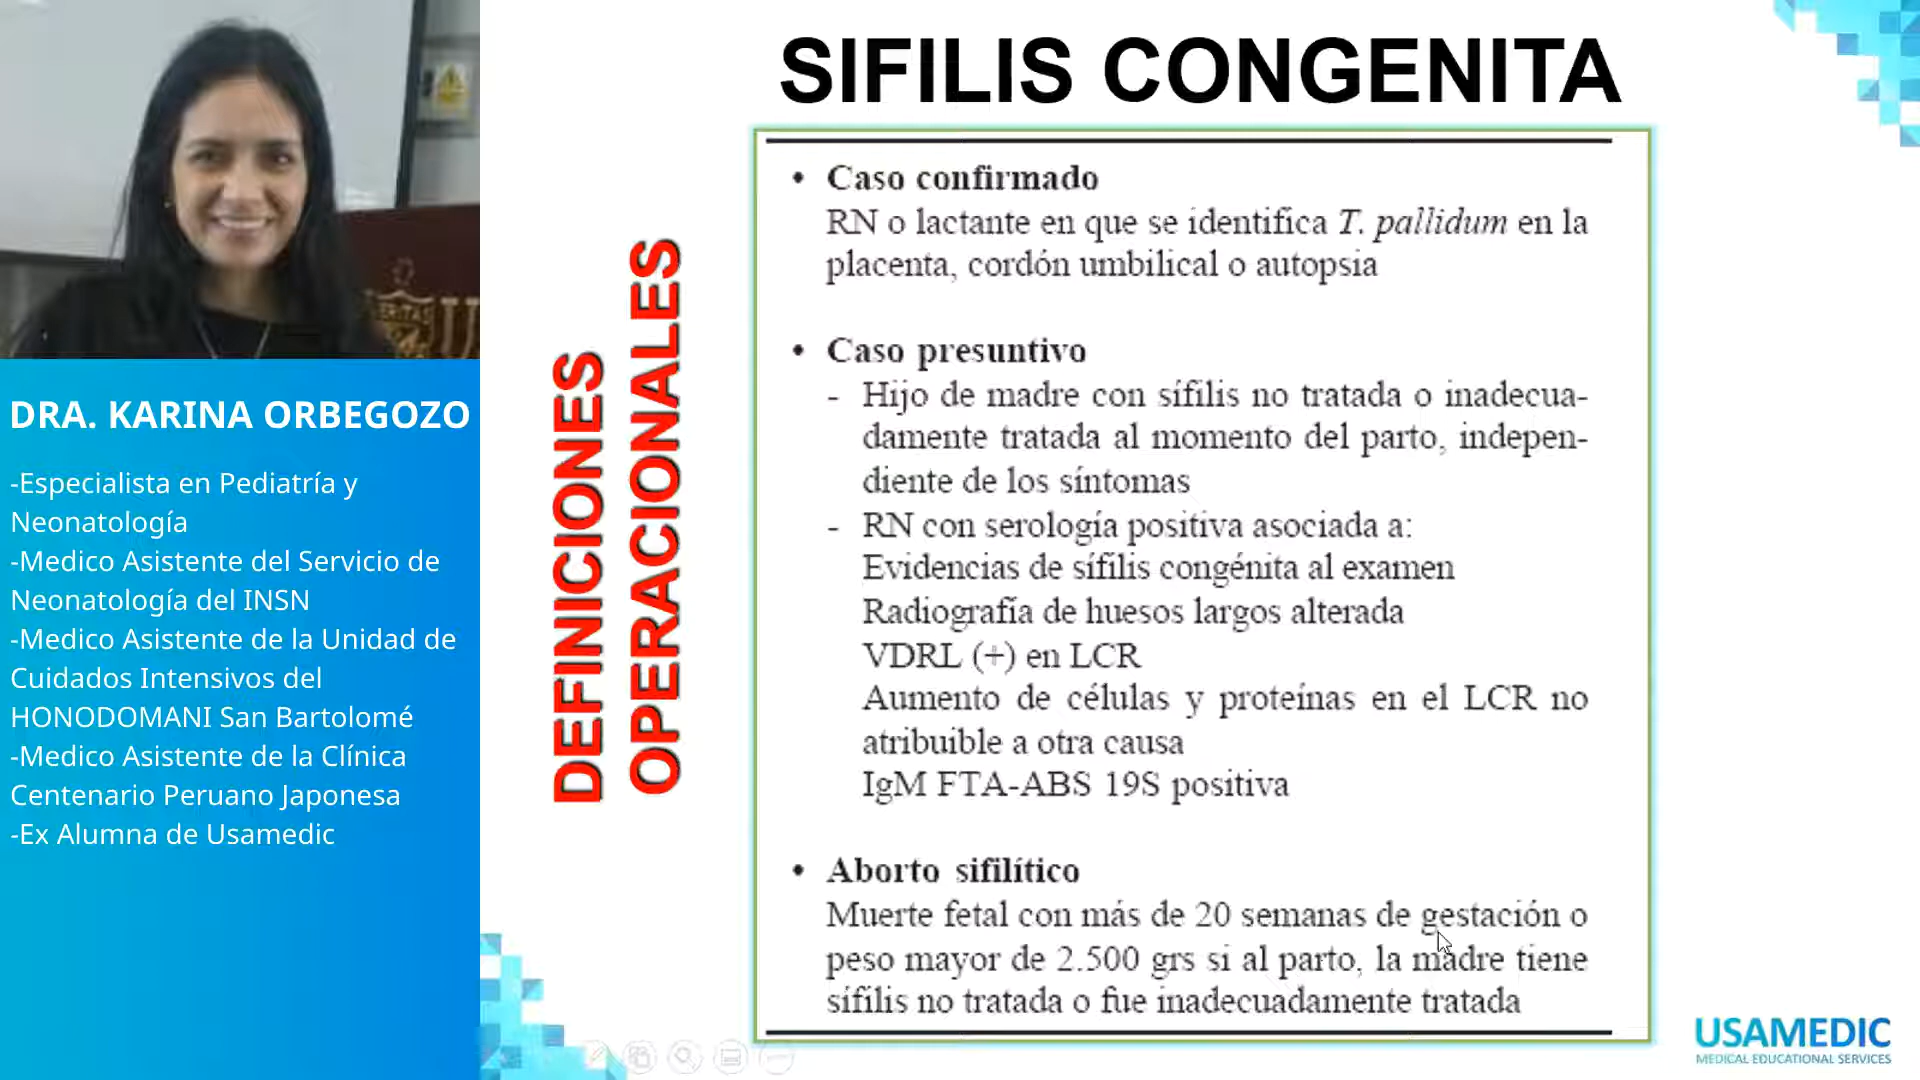 SIFILIS CONGENITA
DRA. KARINA ORBEGOZO
-Especialista en Pediatría y
Neonatología
-Medico Asistente del Servicio de
Neonatología del INSN
-Medico Asistente de la Unidad de
Cuidados Intensivos del
HONODOMANI San Bartolomé
-Medico Asistente de la Clínica
Centenario Peruano Japonesa
-Ex Alumna de Usamedic
DEFINICIONES
OPERACIONALES
• Caso confirmado
RN o lactante en que se identifica T. pallidum en la
placenta, cordón umbilical o autopsia
• Caso presuntivo
- Hijo de madre con sífilis no tratada o inadecua-
damente tratada al momento del parto, indepen-
diente de los síntomas
- RN con serología positiva asociada a:
Evidencias de sífilis congénita al examen
Radiografía de huesos largos alterada
VDRL (+) en LCR
Aumento de células y proteínas en el LCR no
atribuible a otra causa
IgM FTA-ABS 19S positiva
• Aborto sifilítico
Muerte fetal con más de 20 semanas de gestación o
peso mayor de 2.500 grs si al parto, la madre tiene
sífilis no tratada o fue inadecuadamente tratada
USAMEDIC
MEDICAL EDUCATIONAL SERVICES